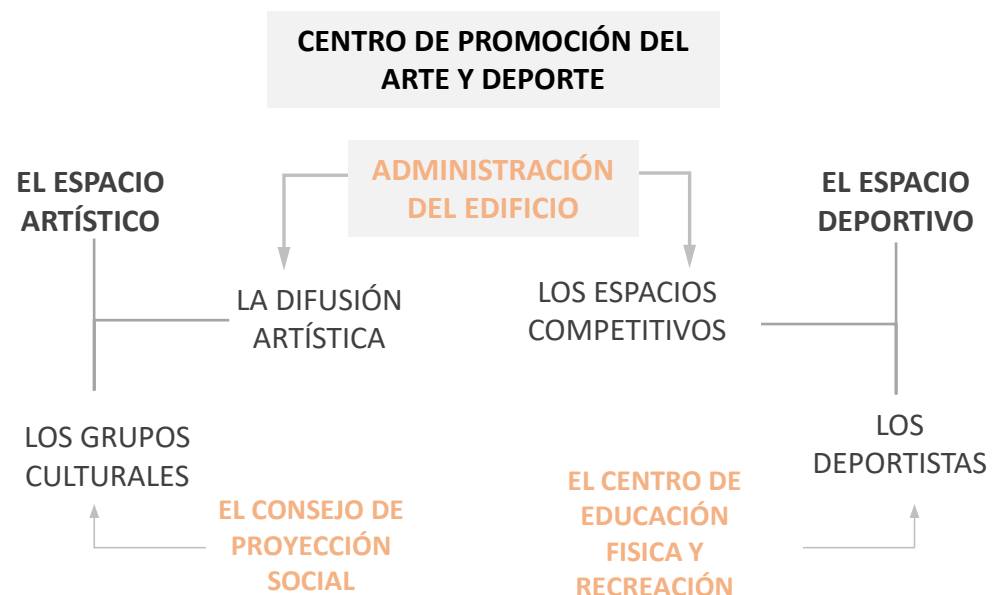 CENTRO DE PROMOCIÓN DEL
ARTE Y DEPORTE
ADMINISTRACIÓN
DEL EDIFICIO
EL ESPACIO
ARTÍSTICO
EL ESPACIO
DEPORTIVO
LA DIFUSIÓN
ARTÍSTICA
LOS ESPACIOS
COMPETITIVOS
LOS GRUPOS
CULTURALES
LOS
DEPORTISTAS
EL CONSEJO DE
PROYECCIÓN
SOCIAL
EL CENTRO DE
EDUCACIÓN
FISICA Y
RECREACIÓN